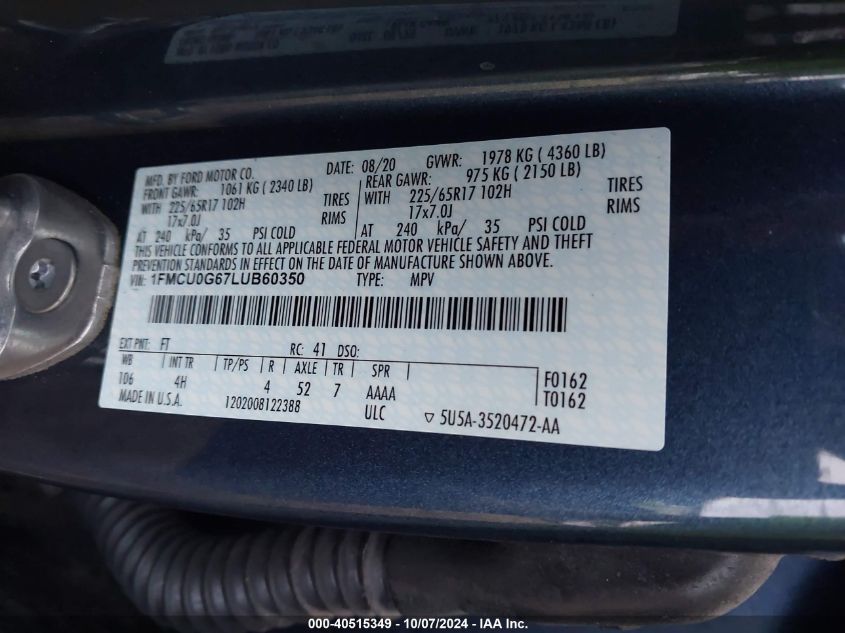 MFD. BY FORD MOTOR CO.
DATE: 08/20 GVWR: 1978 KG ( 4360 LB)
FRONT GAWR: 1061 KG ( 2340 LB) REAR GAWR: 975 KG ( 2150 LB)
WITH 225/65R17 102H TIRES WITH 225/65R17 102H TIRES
17x7.0J RIMS 17x7.0J RIMS
AT 240 kPa/ 35 PSI COLD AT 240 kPa/ 35 PSI COLD
THIS VEHICLE CONFORMS TO ALL APPLICABLE FEDERAL MOTOR VEHICLE SAFETY AND THEFT
PREVENTION STANDARDS IN EFFECT ON THE DATE OF MANUFACTURE SHOWN ABOVE.
VIN: 1FMCU0G67LUB60350 TYPE: MPV
EXT PNT: FT RC: 41 DSO:
WB INT TR TP/PS R AXLE TR SPR
106 4H 4 52 7 AAAA F0162
T0162
MADE IN U.S.A. 1202008122388 ULC ▽ 5U5A-3520472-AA
000-40515349 - 10/07/2024 - IAA Inc.